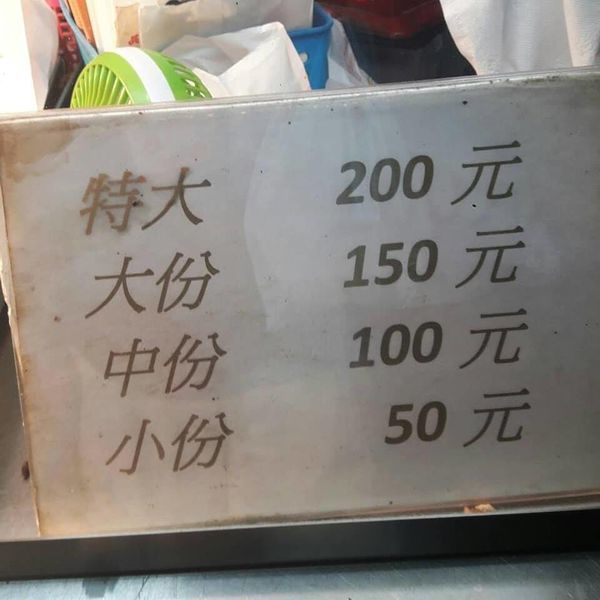 特大 200 元
大份 150 元
中份 100 元
小份 50 元